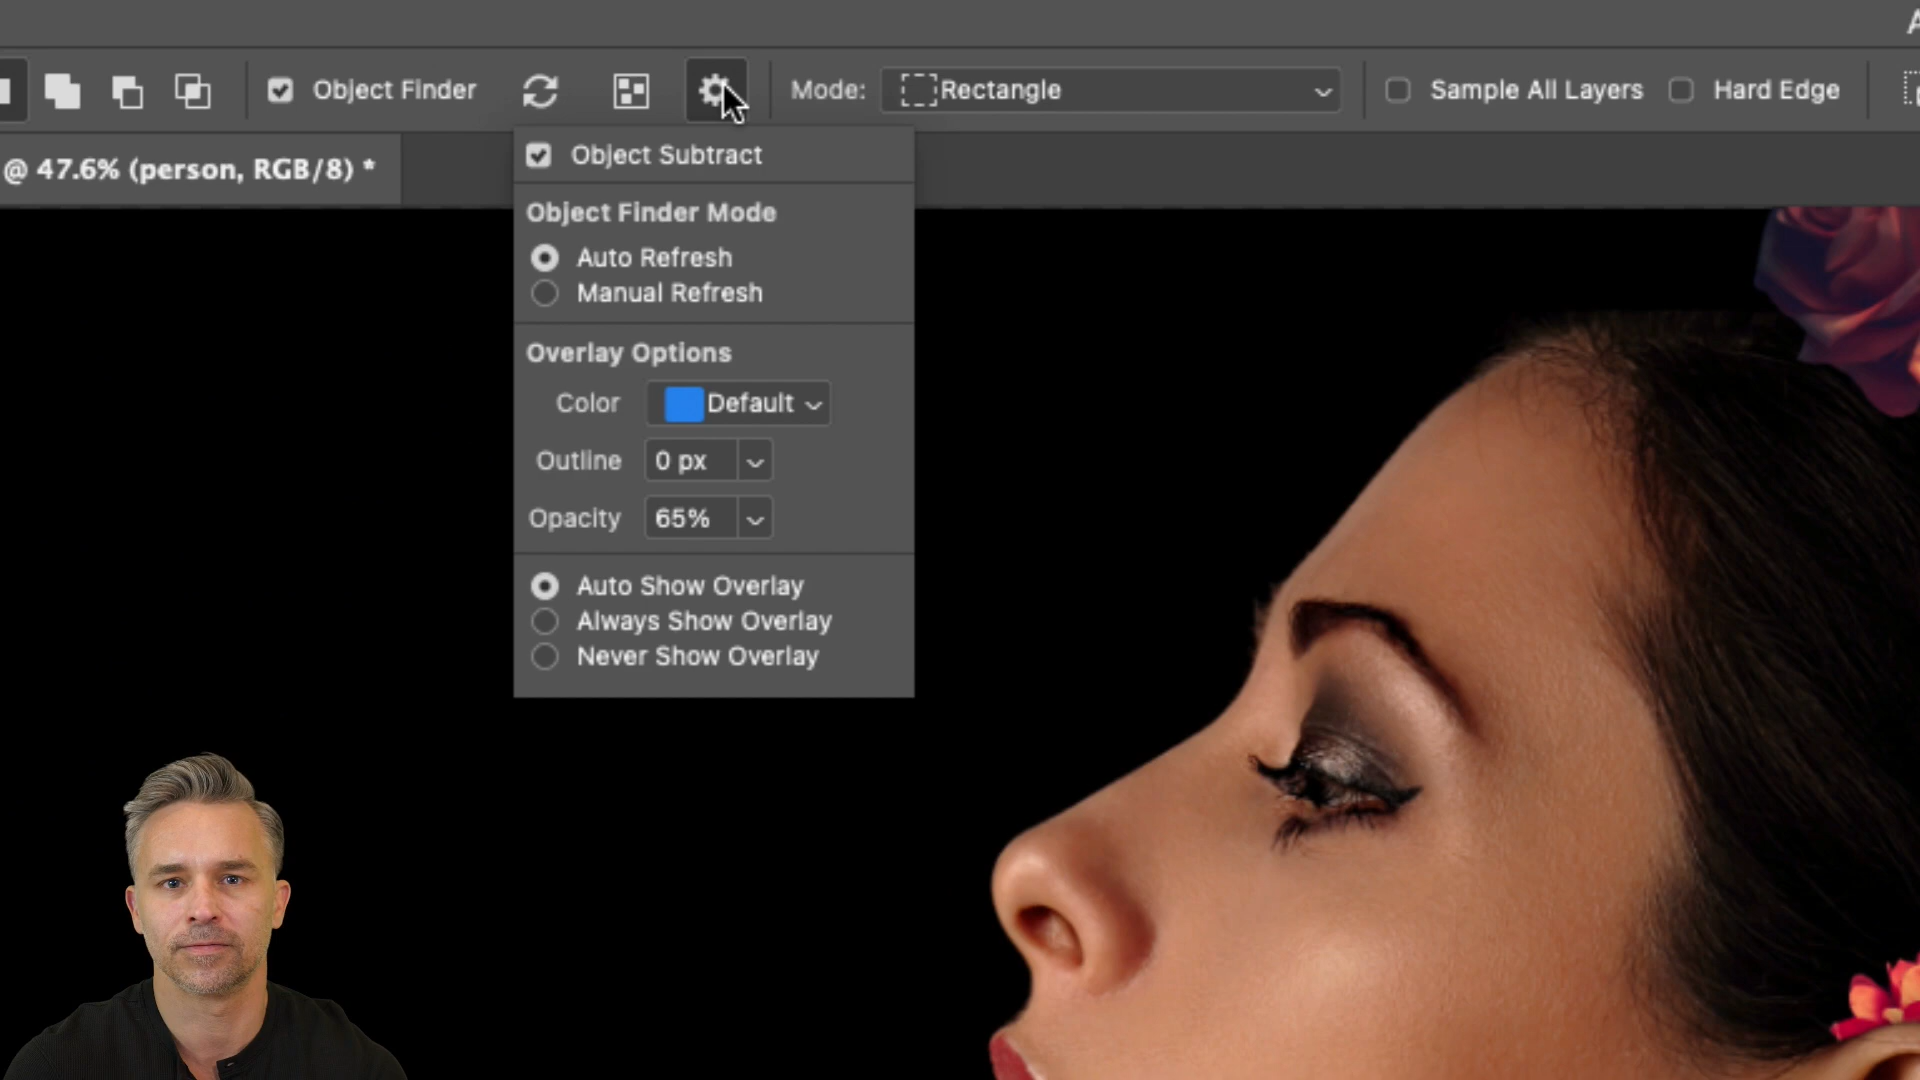 Object Finder
Mode:
Rectangle
Sample All Layers
Hard Edge
@ 47.6% (person, RGB/8) *
Object Subtract
Object Finder Mode
Auto Refresh
Manual Refresh
Overlay Options
Color
Default
Outline
0 px
Opacity
65%
Auto Show Overlay
Always Show Overlay
Never Show Overlay